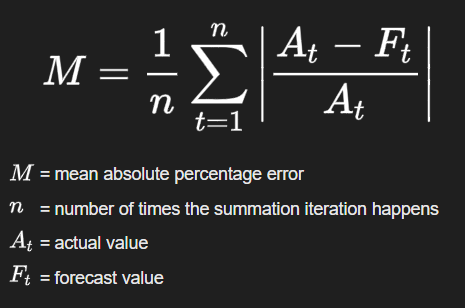 M = 1/n ∑_{t=1}^{n} |(A_t − F_t)/A_t|
M = mean absolute percentage error
n = number of times the summation iteration happens
A_t = actual value
F_t = forecast value